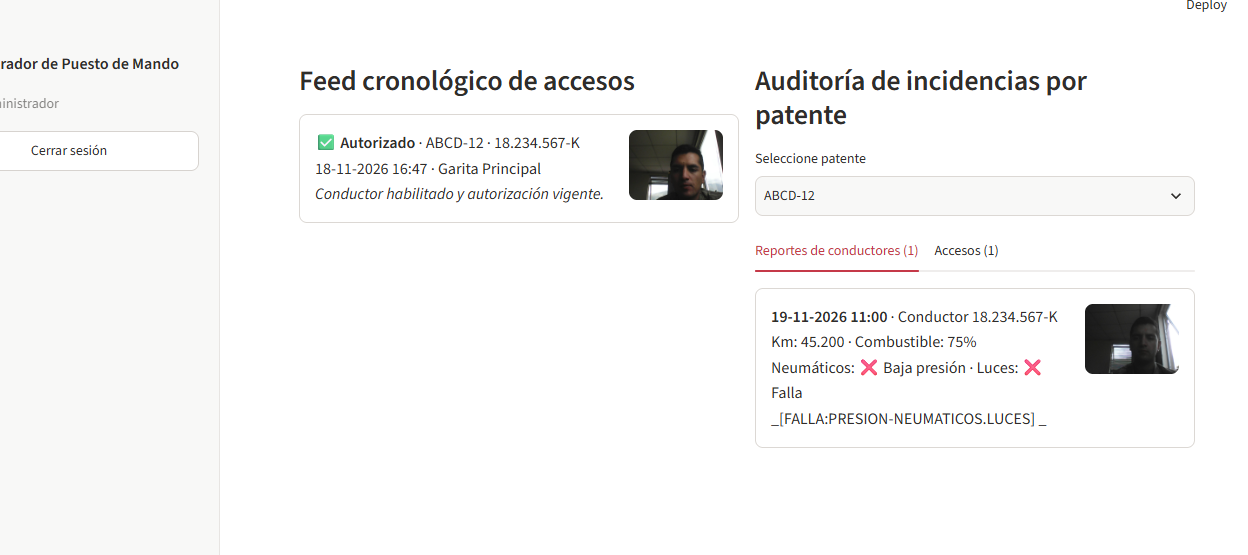 Deploy
rador de Puesto de Mando
ministrador
Cerrar sesión
Feed cronológico de accesos
✅ Autorizado · ABCD-12 · 18.234.567-K
18-11-2026 16:47 · Garita Principal
Conductor habilitado y autorización vigente.
Auditoría de incidencias por
patente
Seleccione patente
ABCD-12
Reportes de conductores (1) Accesos (1)
19-11-2026 11:00 · Conductor 18.234.567-K
Km: 45.200 · Combustible: 75%
Neumáticos: ❌ Baja presión · Luces: ❌
Falla
_[FALLA:PRESION-NEUMATICOS.LUCES] _